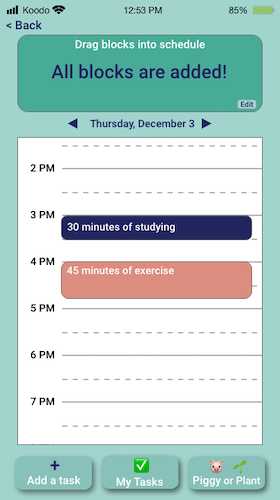 Koodo 12:53 PM 85%
< Back
Drag blocks into schedule
All blocks are added!
Edit
Thursday, December 3
2 PM
3 PM
30 minutes of studying
4 PM
45 minutes of exercise
5 PM
6 PM
7 PM
Add a task
My Tasks
Piggy or Plant